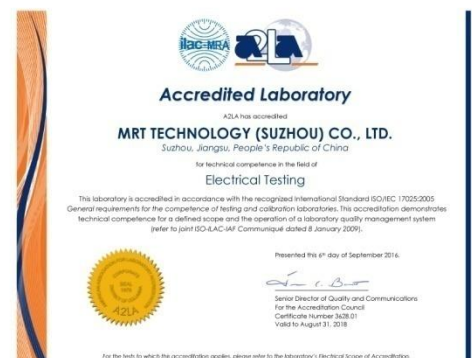 ilac-MRA
A2LA
Accredited Laboratory
A2LA has accredited
MRT TECHNOLOGY (SUZHOU) CO., LTD.
Suzhou, Jiangsu, People's Republic of China
for technical competence in the field of
Electrical Testing
This laboratory is accredited in accordance with the recognized International Standard ISO/IEC 17025:2005
General requirements for the competence of testing and calibration laboratories. This accreditation demonstrates
technical competence for a defined scope and the operation of a laboratory quality management system
(refer to joint ISO-ILAC-IAF Communiqué dated 8 January 2009).
Presented this 6th day of September 2016.
Senior Director of Quality and Communications
For the Accreditation Council
Certificate Number 3628.01
Valid to August 31, 2018
CORPORATE
SEAL
1978
A2LA
For the tests to which this accreditation applies, please refer to the laboratory's Electrical Scope of Accreditation.